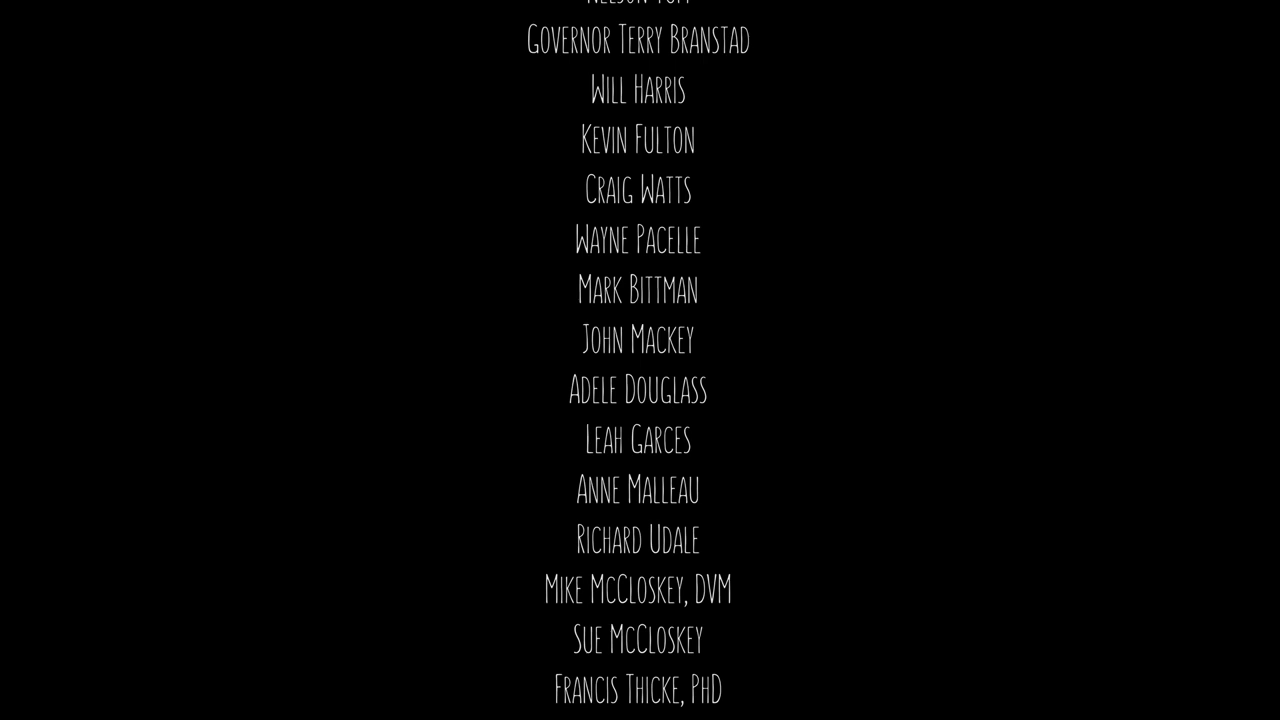 Governor Terry Branstad
Will Harris
Kevin Fulton
Craig Watts
Wayne Pacelle
Mark Bittman
John Mackey
Adele Douglass
Leah Garces
Anne Malleau
Richard Udale
Mike McCloskey, DVM
Sue McCloskey
Francis Thicke, PhD